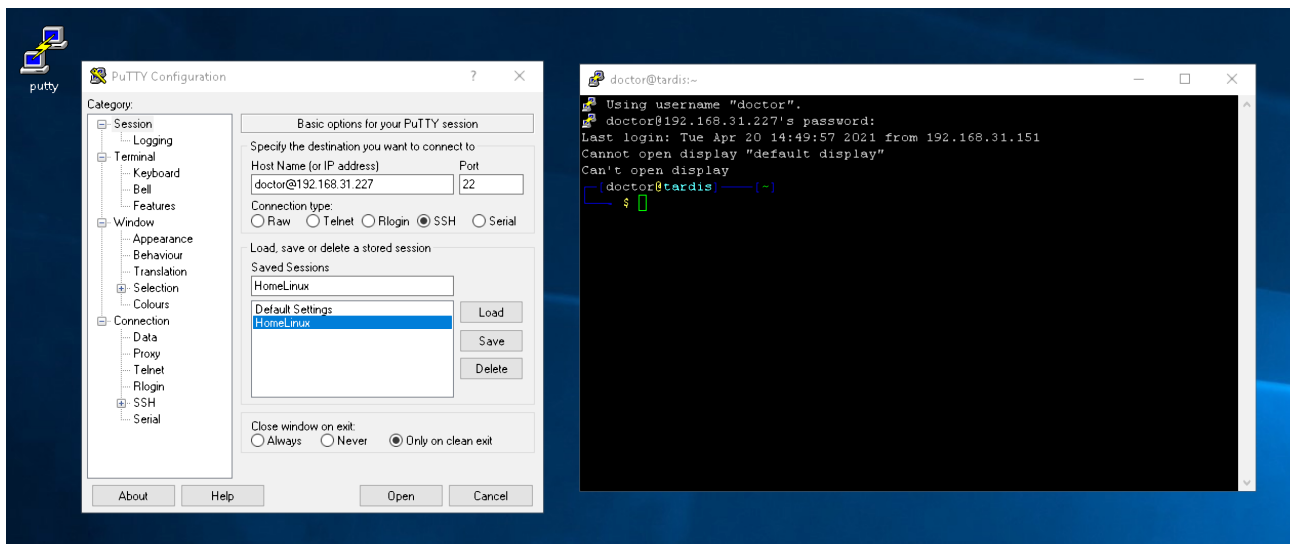 putty
PuTTY Configuration
Category:
Session
Logging
Terminal
Keyboard
Bell
Features
Window
Appearance
Behaviour
Translation
Selection
Colours
Connection
Data
Proxy
Telnet
Rlogin
SSH
Serial
Basic options for your PuTTY session
Specify the destination you want to connect to
Host Name (or IP address) Port
doctor@192.168.31.227 22
Connection type:
Raw Telnet Rlogin SSH Serial
Load, save or delete a stored session
Saved Sessions
HomeLinux
Default Settings
HomeLinux
Load
Save
Delete
Close window on exit:
Always Never Only on clean exit
About Help Open Cancel
doctor@tardis:~
Using username "doctor".
doctor@192.168.31.227's password:
Last login: Tue Apr 20 14:49:57 2021 from 192.168.31.151
Cannot open display "default display"
Can't open display
[doctor@tardis]——[~]
$